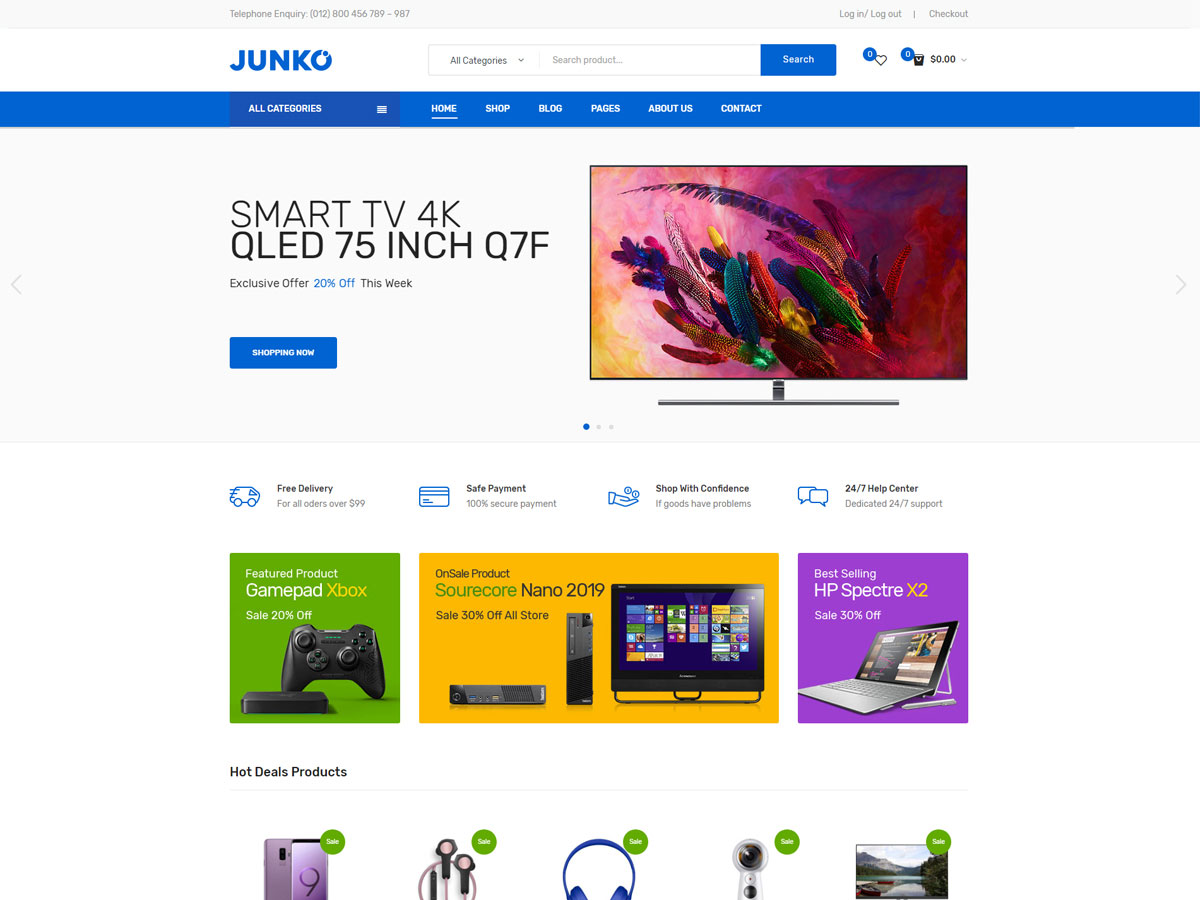 Telephone Enquiry: (012) 800 456 789 – 987
Log in/ Log out | Checkout
JUNKO
All Categories
Search product...
Search
0
0
$0.00
ALL CATEGORIES
HOME
SHOP
BLOG
PAGES
ABOUT US
CONTACT
SMART TV 4K
QLED 75 INCH Q7F
Exclusive Offer 20% Off This Week
SHOPPING NOW
Free Delivery
For all oders over $99
Safe Payment
100% secure payment
Shop With Confidence
If goods have problems
24/7 Help Center
Dedicated 24/7 support
Featured Product
Gamepad Xbox
Sale 20% Off
OnSale Product
Sourecore Nano 2019
Sale 30% Off All Store
Start
Best Selling
HP Spectre X2
Sale 30% Off
Hot Deals Products
Sale
Sale
Sale
Sale
Sale
9